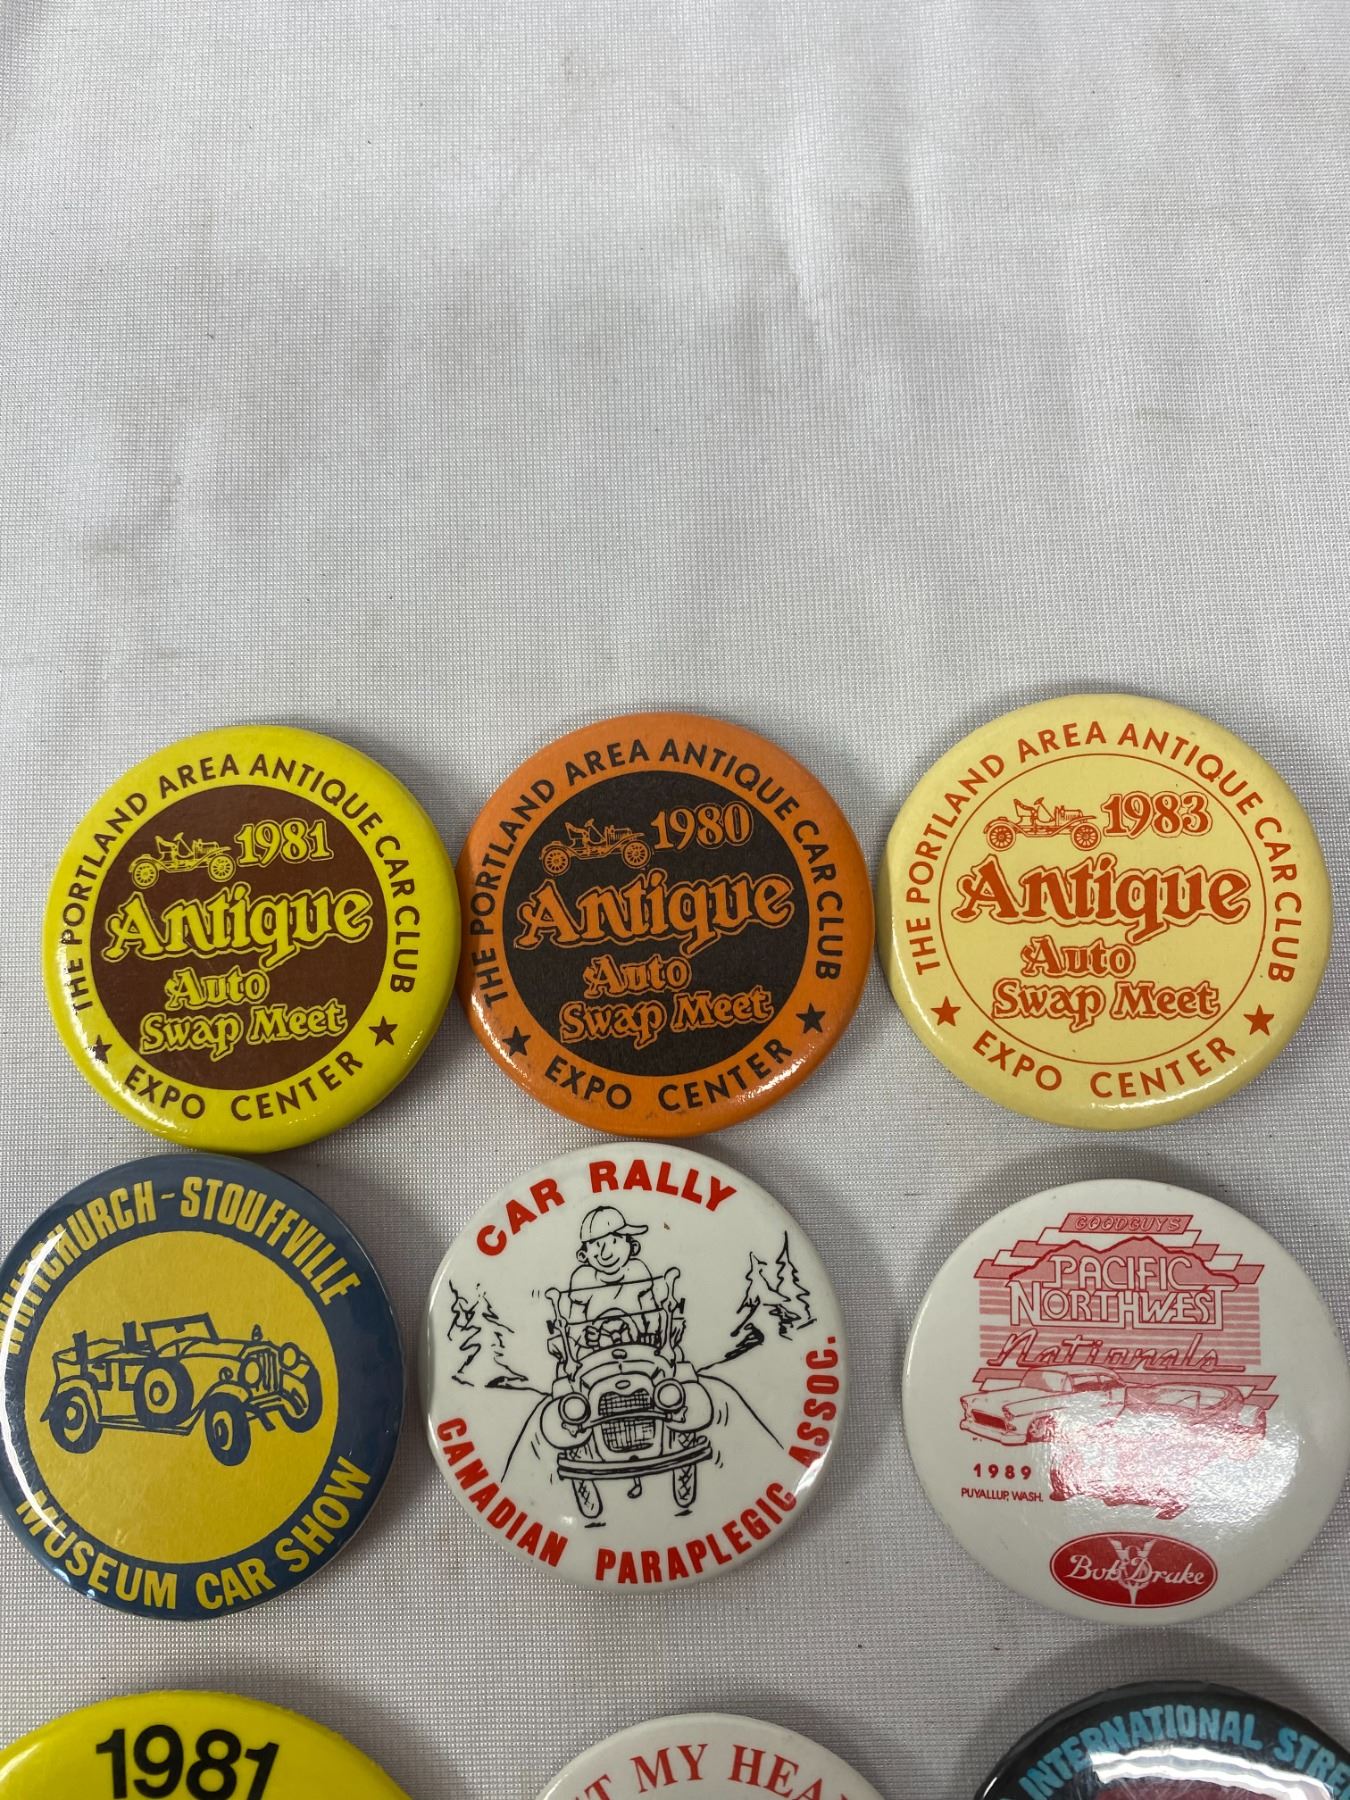 THE PORTLAND AREA ANTIQUE CAR CLUB
1981
Antique
Auto
Swap Meet
★ EXPO CENTER ★
THE PORTLAND AREA ANTIQUE CAR CLUB
1980
Antique
Auto
Swap Meet
★ EXPO CENTER ★
THE PORTLAND AREA ANTIQUE CAR CLUB
1983
Antique
Auto
Swap Meet
★ EXPO CENTER ★
WHITCHURCH-STOUFFVILLE
MUSEUM CAR SHOW
CAR RALLY
CANADIAN PARAPLEGIC ASSOC.
GOODGUYS
PACIFIC
NORTHWEST
Nationals
1989
PUYALLUP, WASH.
Bob Drake
1981
MY
INTERNATIONAL